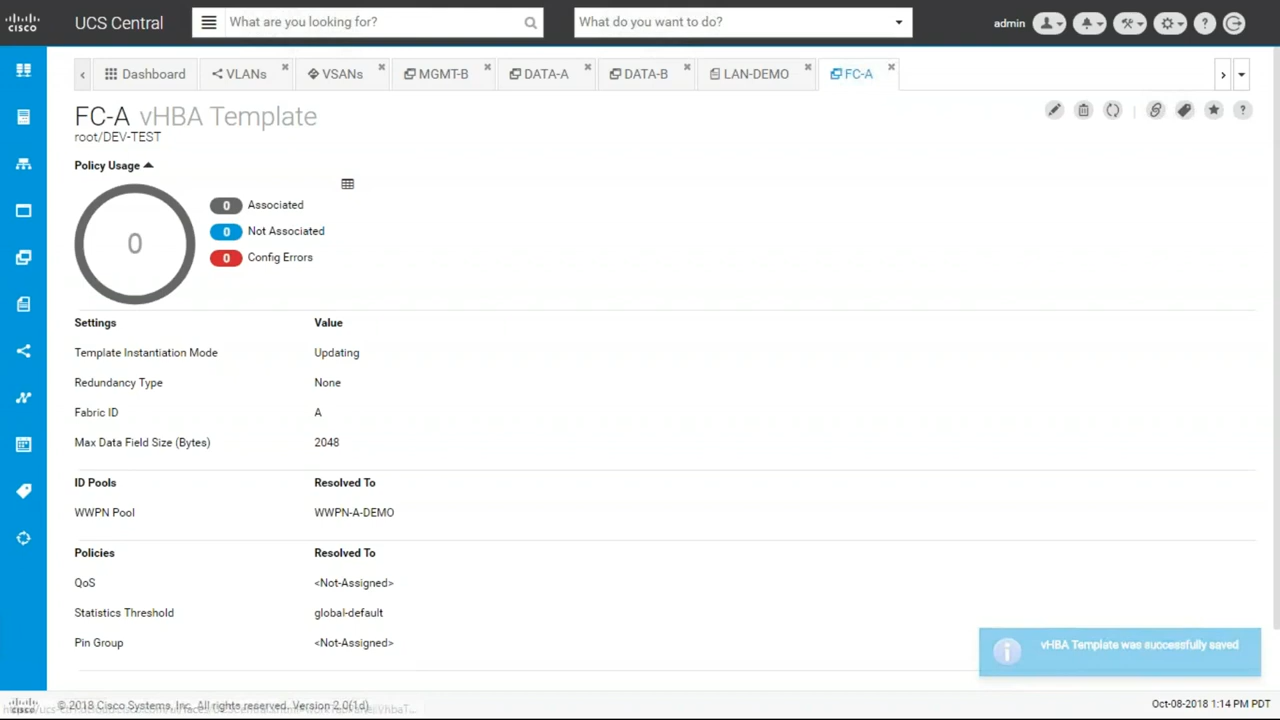 cisco UCS Central What are you looking for? What do you want to do? admin
Dashboard VLANs VSANs MGMT-B DATA-A DATA-B LAN-DEMO FC-A
FC-A vHBA Template
root/DEV-TEST
Policy Usage
0
0 Associated
0 Not Associated
0 Config Errors
Settings Value
Template Instantiation Mode Updating
Redundancy Type None
Fabric ID A
Max Data Field Size (Bytes) 2048
ID Pools Resolved To
WWPN Pool WWPN-A-DEMO
Policies Resolved To
QoS <Not-Assigned>
Statistics Threshold global-default
Pin Group <Not-Assigned>
vHBA Template was successfully saved
cisco © 2018 Cisco Systems, Inc. All rights reserved. Version 2.0(1d) Oct-08-2018 1:14 PM PDT